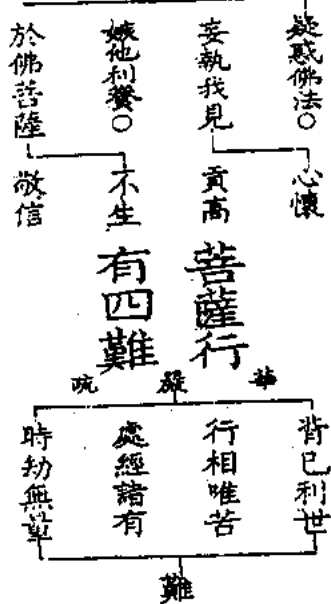 疑惑佛法○
妄執我見
嫉他利養○
於佛菩薩
心懷
貢高
不生
敬信
菩薩行
有四難
華嚴疏
背已利世
行相唯苦
處經諸有
時劫無量
難